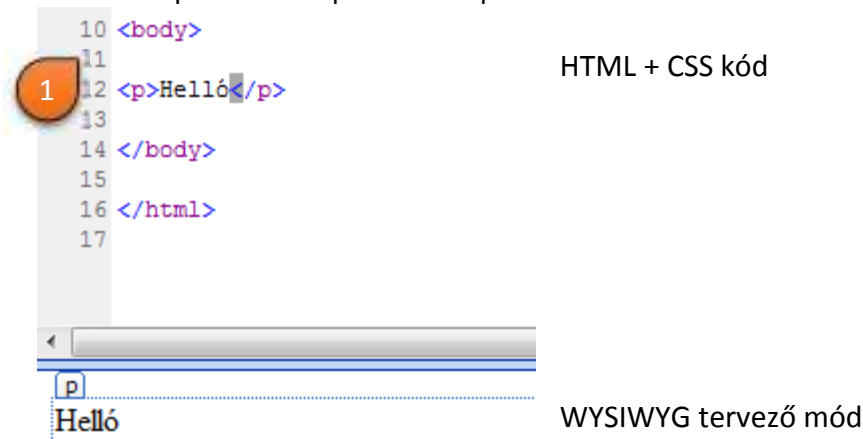 10 <body>
11
HTML + CSS kód
1
12 <p>Helló</p>
13
14 </body>
15
16 </html>
17
p
Helló
WYSIWYG tervező mód